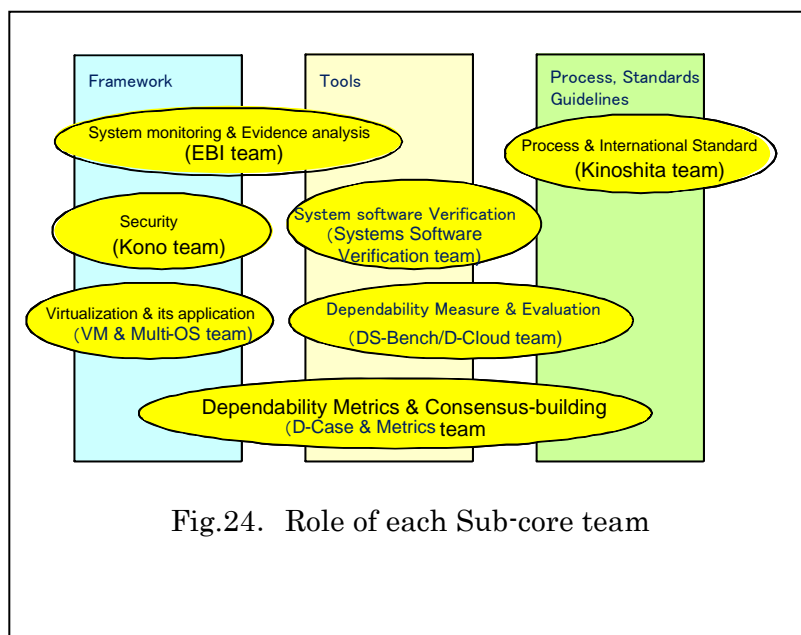 Framework
Tools
Process, Standards
Guidelines
System monitoring & Evidence analysis
(EBI team)
Process & International Standard
(Kinoshita team)
Security
(Kono team)
System software Verification
(Systems Software
Verification team)
Virtualization & its application
(VM & Multi-OS team)
Dependability Measure & Evaluation
(DS-Bench/D-Cloud team)
Dependability Metrics & Consensus-building
(D-Case & Metrics team
Fig.24. Role of each Sub-core team